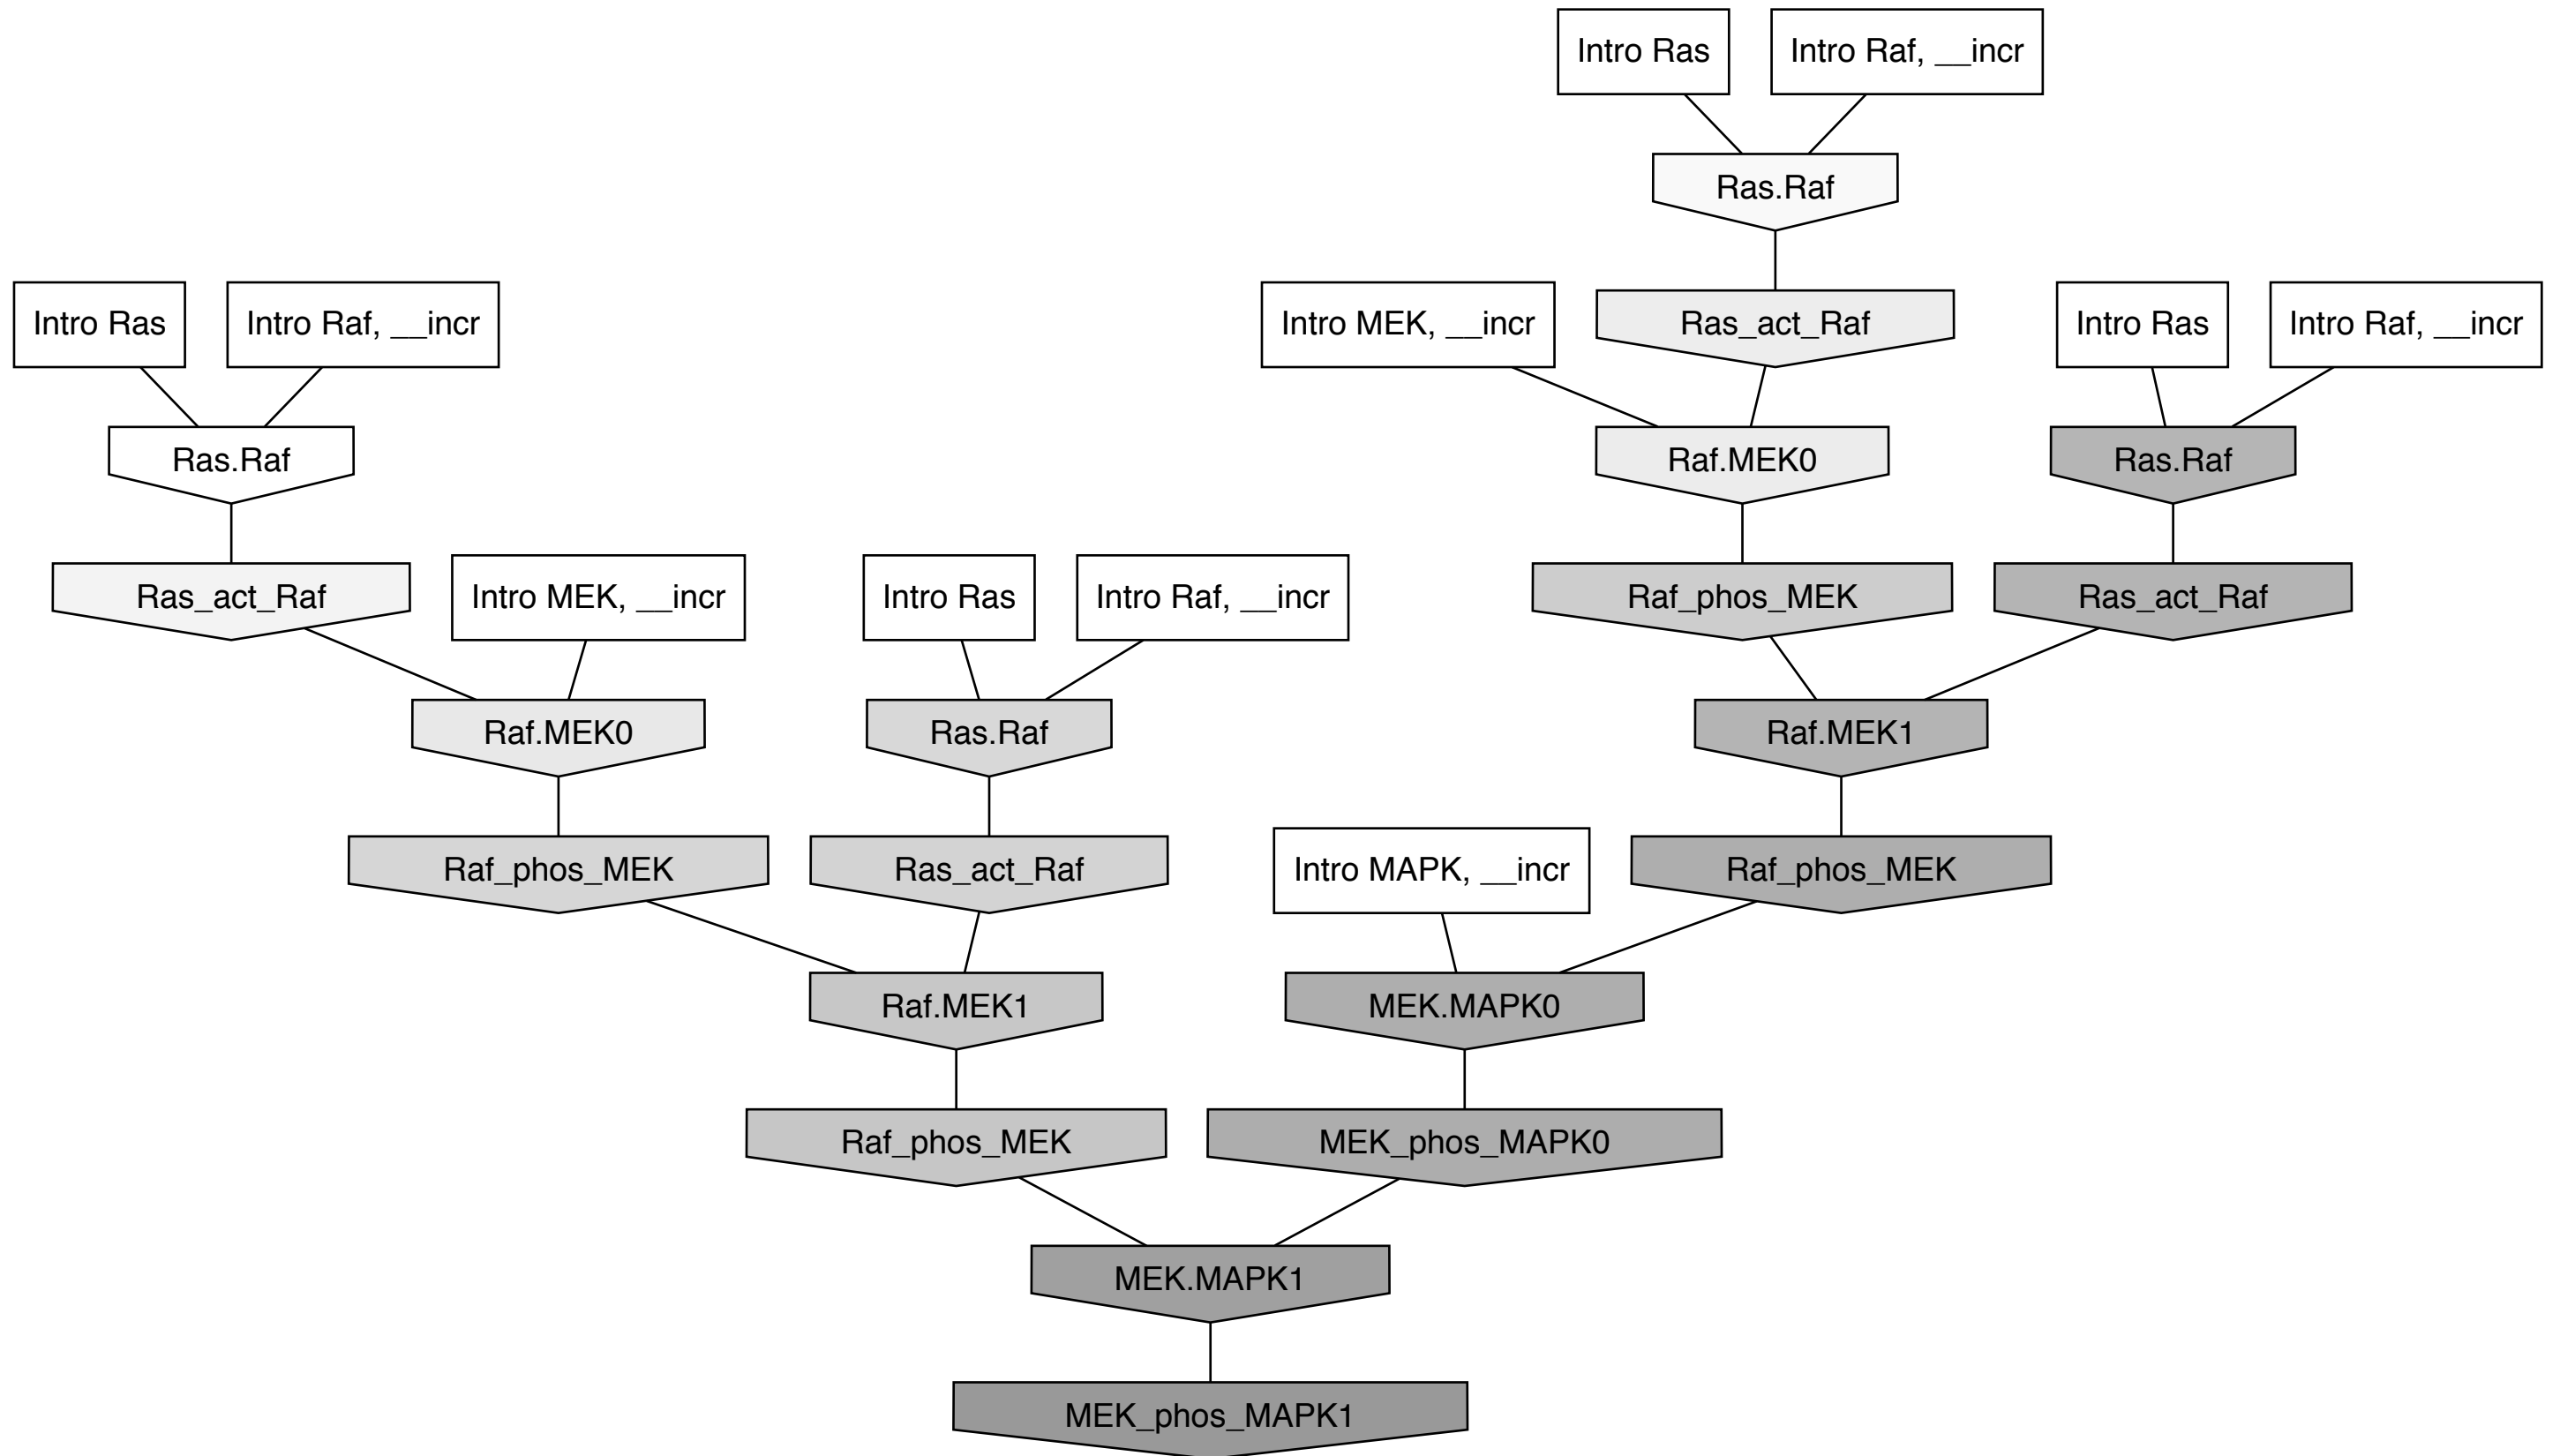 Intro Ras
Intro Raf, __incr
Ras.Raf
Intro Ras
Intro Raf, __incr
Intro MEK, __incr
Ras_act_Raf
Intro Ras
Intro Raf, __incr
Ras.Raf
Raf.MEK0
Ras.Raf
Ras_act_Raf
Intro MEK, __incr
Intro Ras
Intro Raf, __incr
Raf_phos_MEK
Ras_act_Raf
Raf.MEK0
Ras.Raf
Raf.MEK1
Raf_phos_MEK
Ras_act_Raf
Intro MAPK, __incr
Raf_phos_MEK
Raf.MEK1
MEK.MAPK0
Raf_phos_MEK
MEK_phos_MAPK0
MEK.MAPK1
MEK_phos_MAPK1